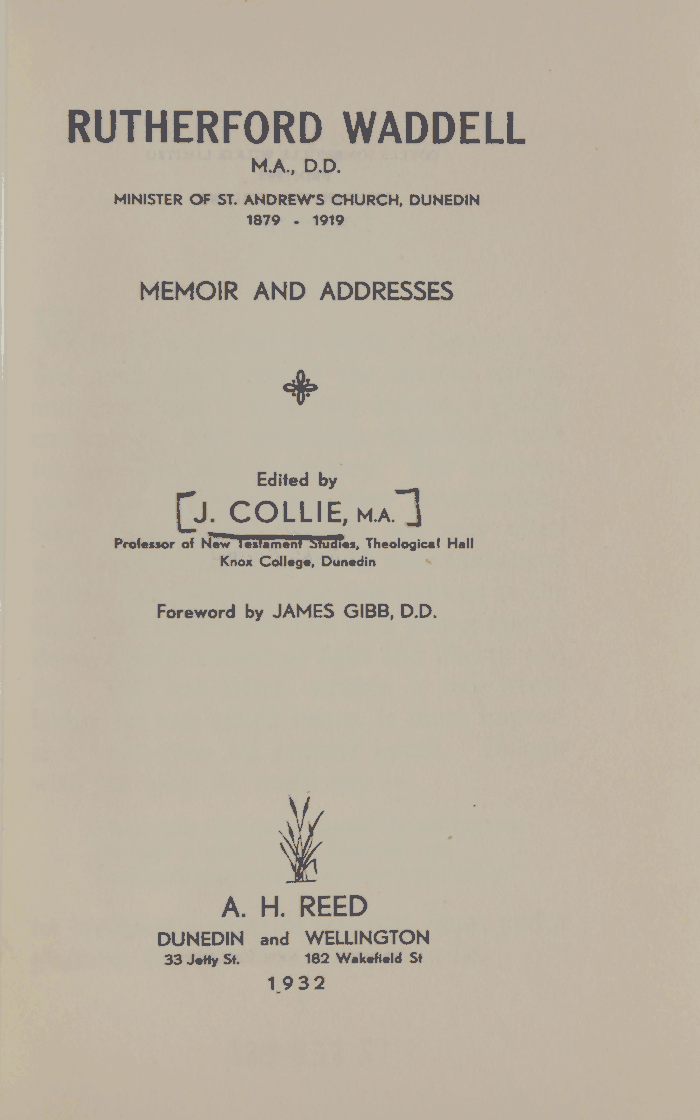 RUTHERFORD WADDELL
M.A., D.D.
MINISTER OF ST. ANDREW'S CHURCH, DUNEDIN
1879 - 1919
MEMOIR AND ADDRESSES
Edited by
[J. COLLIE, M.A.]
Professor of New Testament Studies, Theological Hall
Knox College, Dunedin
Foreword by JAMES GIBB, D.D.
A. H. REED
DUNEDIN and WELLINGTON
33 Jetty St. 182 Wakefield St
1932